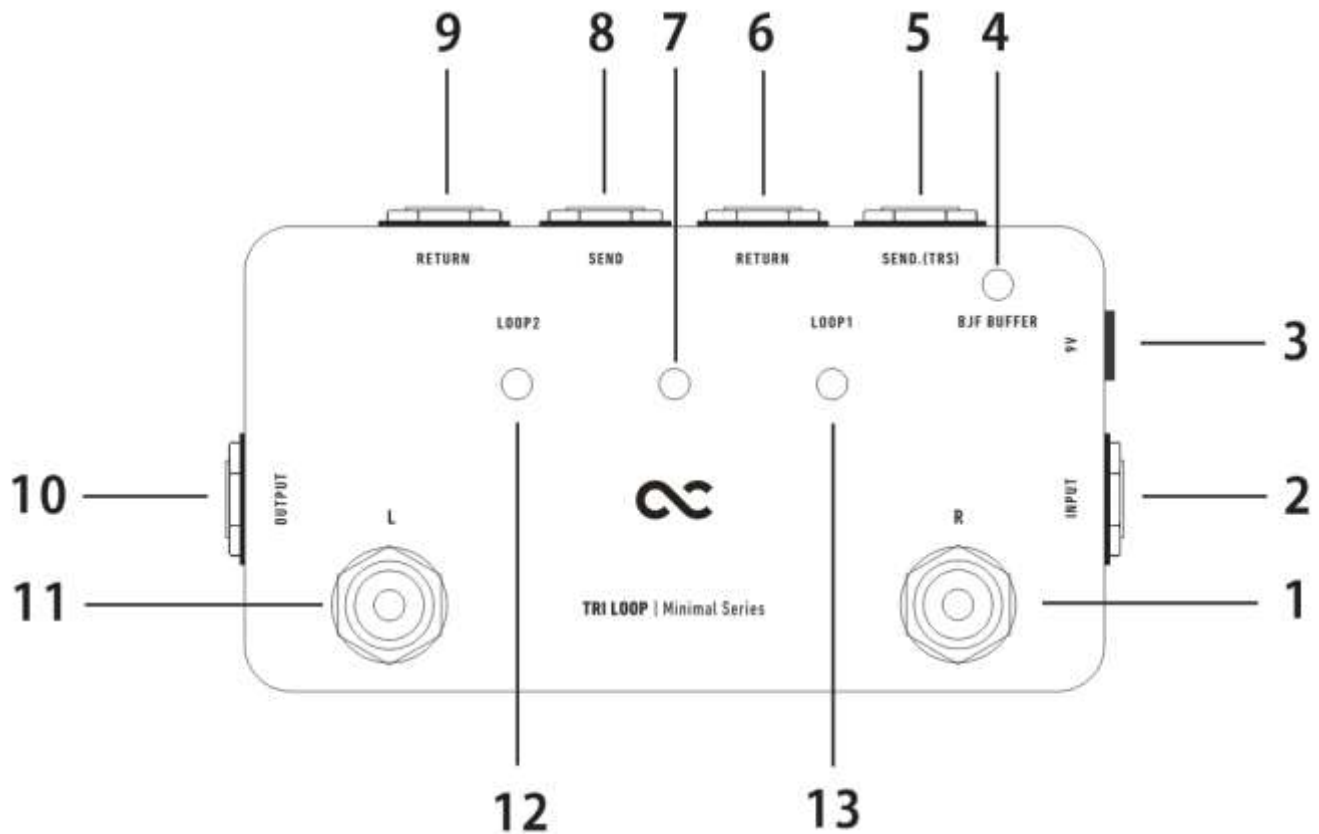 9 8 7 6 5 4
RETURN SEND RETURN SEND.(TRS)
LOOP2 LOOP1 BJF BUFFER
9V 3
10 OUTPUT INPUT 2
L R
11 TRI LOOP | Minimal Series 1
12 13